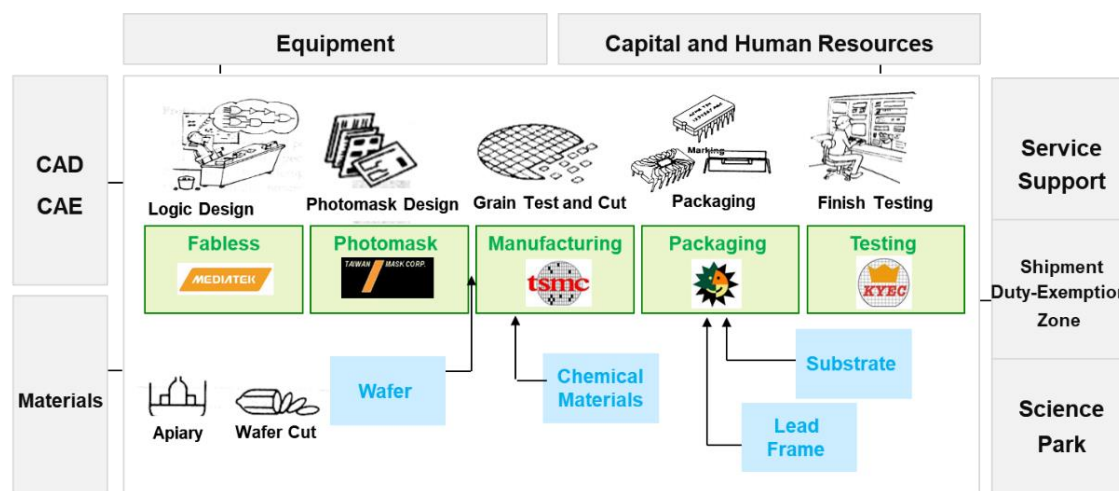 Equipment
Capital and Human Resources
CAD
CAE
Service
Support
Marking
Logic Design
Photomask Design
Grain Test and Cut
Packaging
Finish Testing
Fabless
Photomask
Manufacturing
Packaging
Testing
MEDIATEK
TAIWAN MASK CORP.
tsmc
KYEC
Shipment
Duty-Exemption
Zone
Materials
Apiary
Wafer Cut
Wafer
Chemical
Materials
Substrate
Lead
Frame
Science
Park